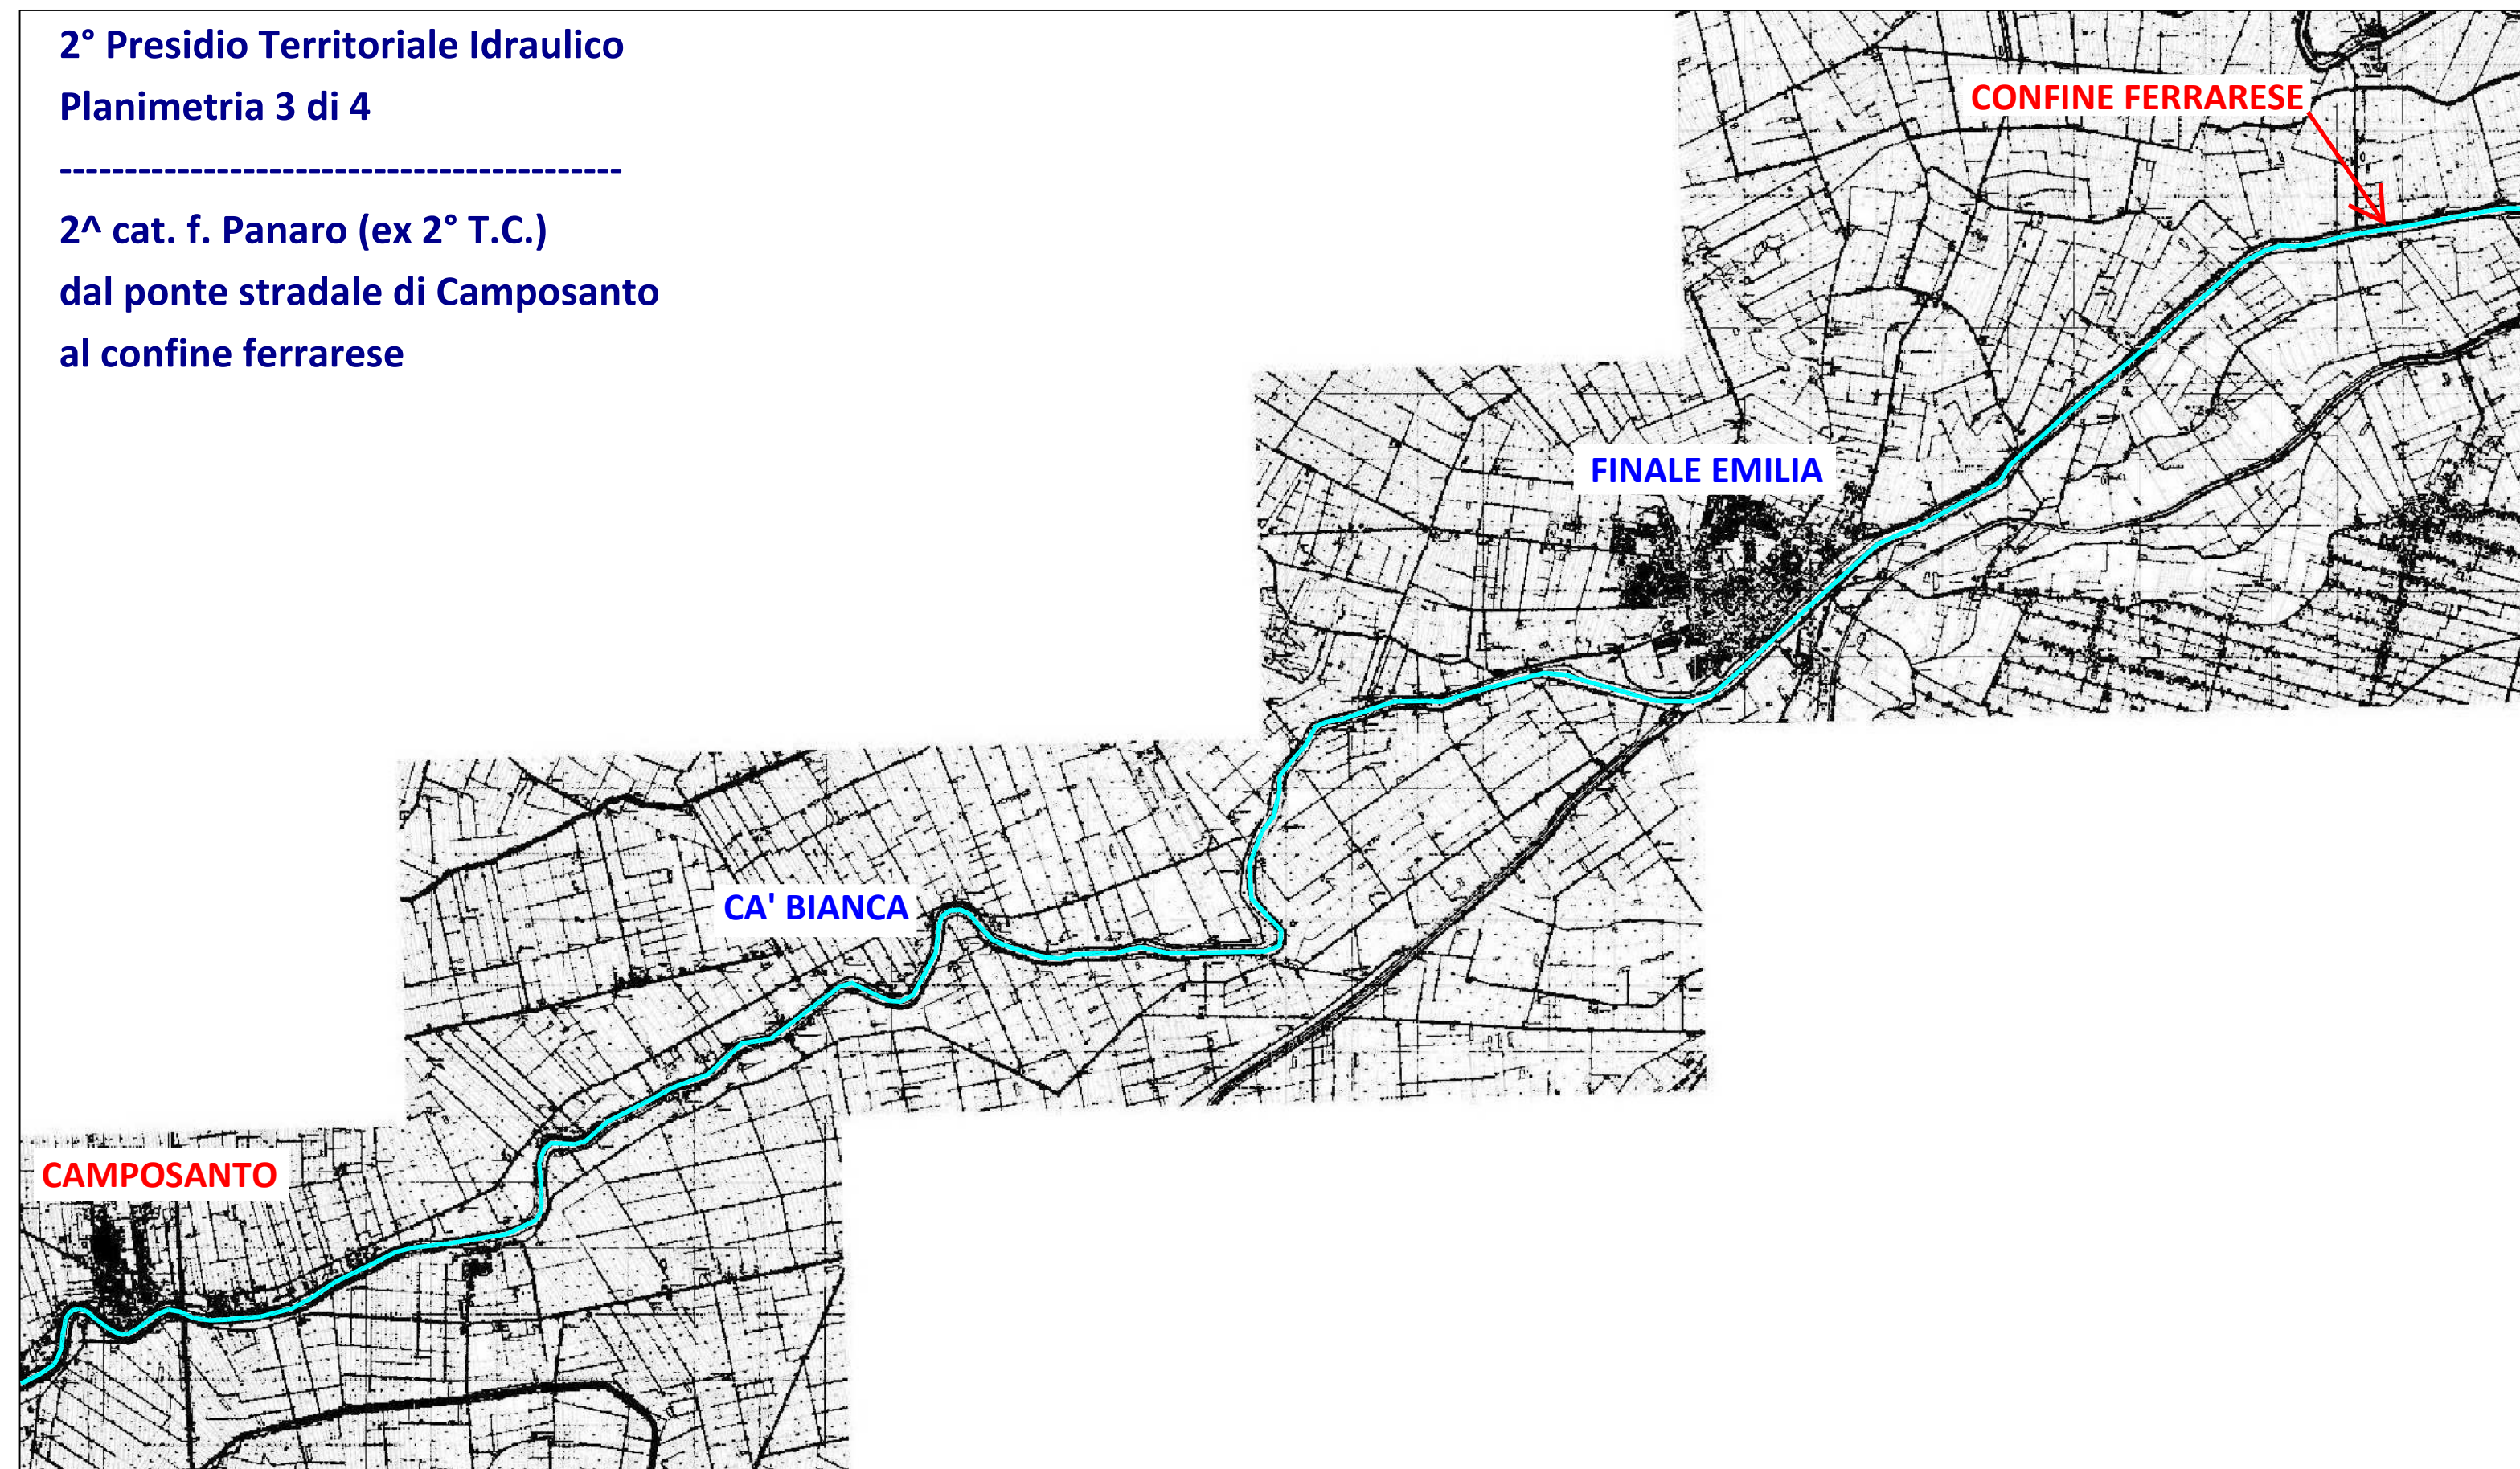 2° Presidio Territoriale Idraulico
Planimetria 3 di 4
-------------------------------------------
2^ cat. f. Panaro (ex 2° T.C.)
dal ponte stradale di Camposanto
al confine ferrarese
CONFINE FERRARESE
FINALE EMILIA
CA' BIANCA
CAMPOSANTO